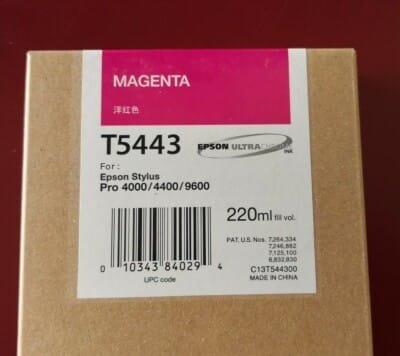 MAGENTA
洋红色
T5443
EPSON ULTRACHROME
INK
For :
Epson Stylus
Pro 4000/4400/9600
220ml fill vol.
PAT. U.S. Nos. 7,264,334
7,246,882
7,125,100
6,832,830
C13T544300
MADE IN CHINA
0 10343 84029 4
UPC code